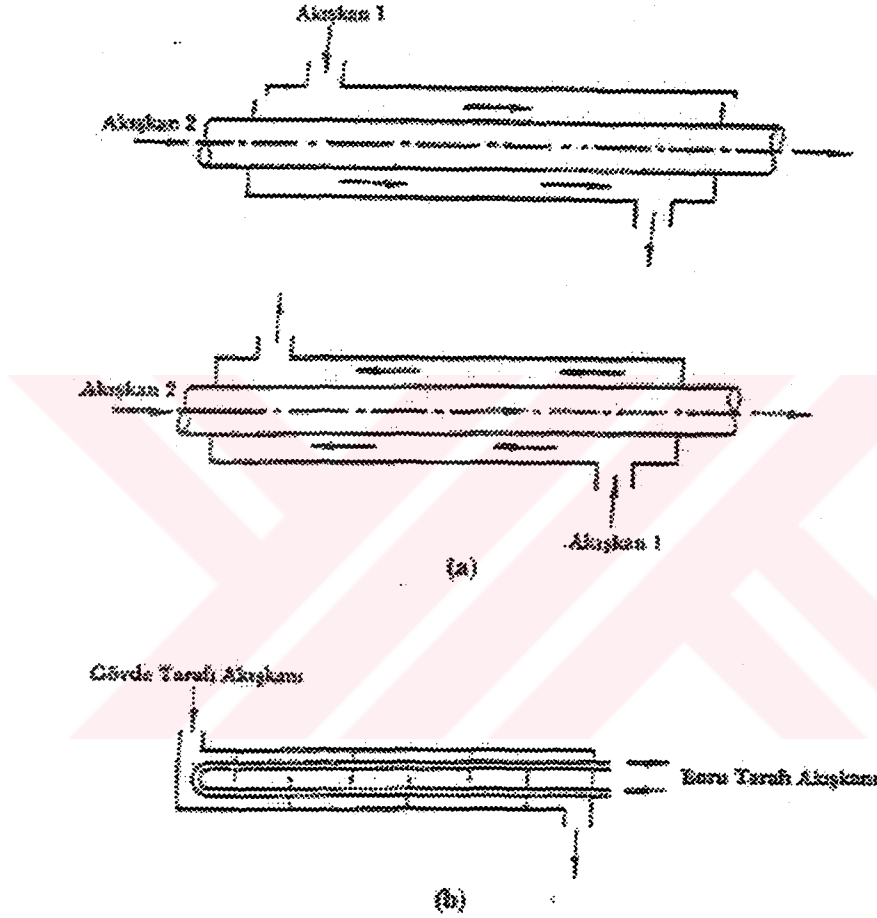 Akışkan 1
Akışkan 2
Akışkan 2
Akışkan 1
(a)
Gövde Tarafı Akışkanı
Boru Tarafı Akışkanı
(b)